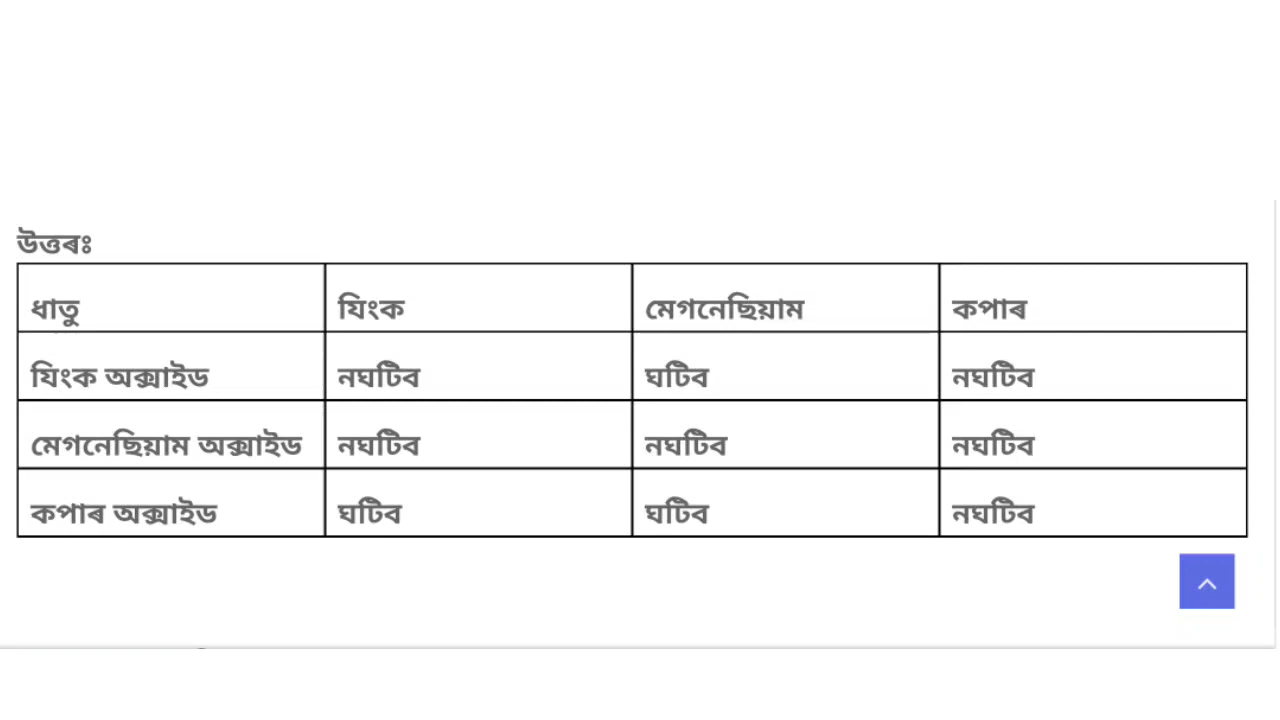 উত্তৰঃ
ধাতু যিংক মেগনেছিয়াম কপাৰ
যিংক অক্সাইড নঘটিব ঘটিব নঘটিব
মেগনেছিয়াম অক্সাইড নঘটিব নঘটিব নঘটিব
কপাৰ অক্সাইড ঘটিব ঘটিব নঘটিব